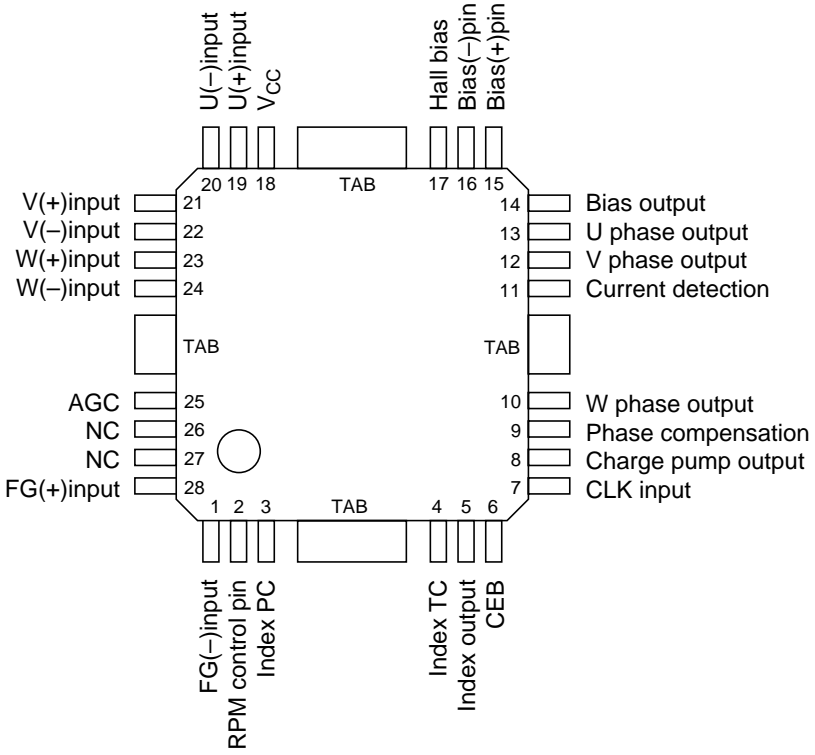 U(–)input
U(+)input
VCC
Hall bias
Bias(–)pin
Bias(+)pin
20 19 18 TAB 17 16 15
V(+)input 21 14 Bias output
V(–)input 22 13 U phase output
W(+)input 23 12 V phase output
W(–)input 24 11 Current detection
TAB TAB
AGC 25 10 W phase output
NC 26 9 Phase compensation
NC 27 8 Charge pump output
FG(+)input 28 7 CLK input
1 2 3 TAB 4 5 6
FG(–)input
RPM control pin
Index PC
Index TC
Index output
CEB